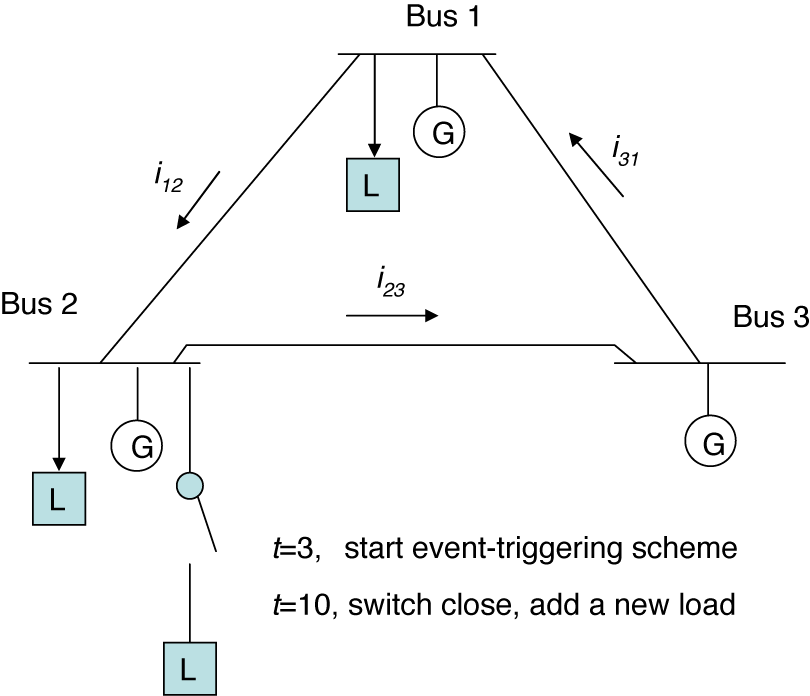 Bus 1
G
L
i12
i31
i23
Bus 2
Bus 3
G
G
L
t=3, start event-triggering scheme
t=10, switch close, add a new load
L